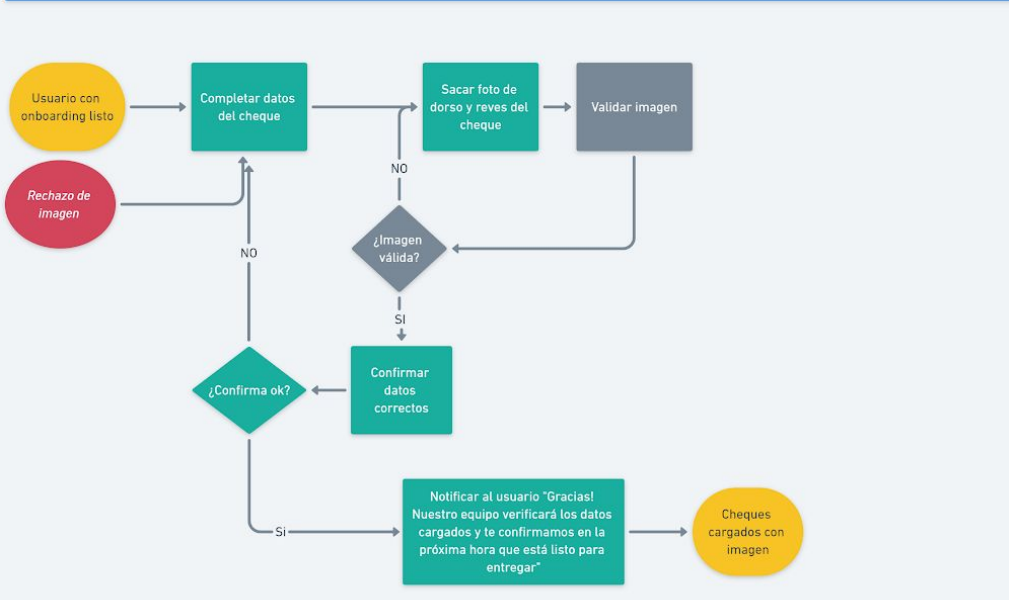 Usuario con
onboarding listo
Completar datos
del cheque
Sacar foto de
dorso y reves del
cheque
Validar imagen
Rechazo de
imagen
NO
¿Imagen
válida?
NO
SI
¿Confirma ok?
Confirmar
datos
correctos
Si
Notificar al usuario "Gracias!
Nuestro equipo verificará los datos
cargados y te confirmamos en la
próxima hora que está listo para
entregar"
Cheques
cargados con
imagen